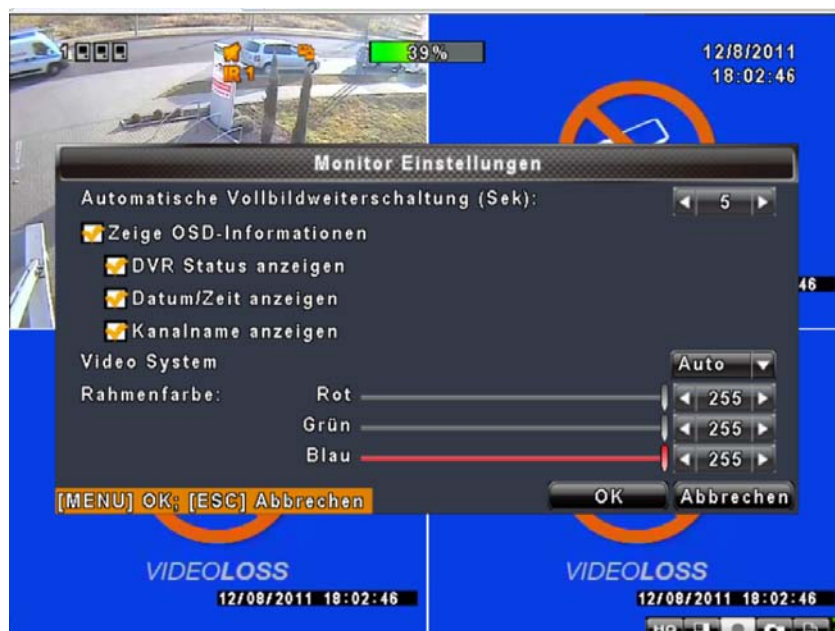 1
IR 1
39%
12/8/2011
18:02:46
Monitor Einstellungen
Automatische Vollbildweiterschaltung (Sek):
5
Zeige OSD-Informationen
DVR Status anzeigen
46
Datum/Zeit anzeigen
Kanalname anzeigen
Video System
Auto
Rahmenfarbe:
Rot
255
Grün
255
Blau
255
[MENU] OK; [ESC] Abbrechen
OK
Abbrechen
VIDEOLOSS
VIDEOLOSS
12/08/2011 18:02:46
12/08/2011 18:02:46